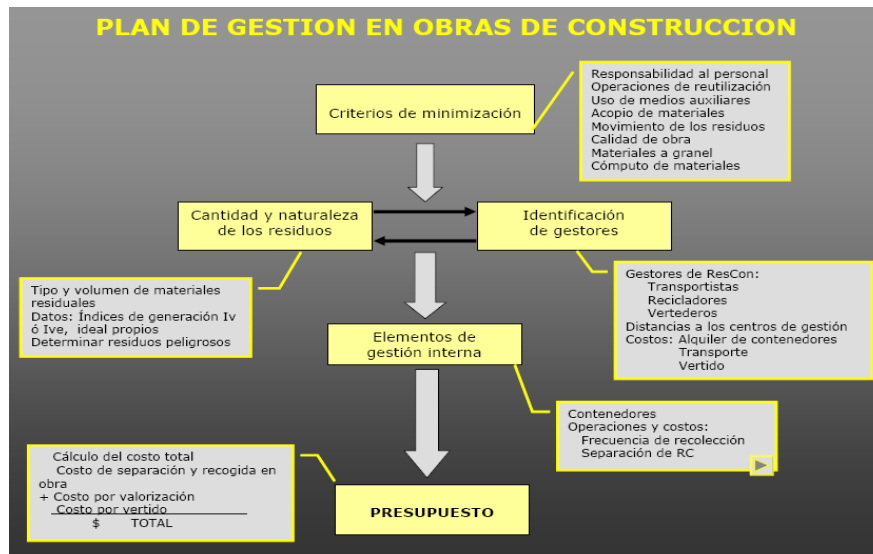 PLAN DE GESTION EN OBRAS DE CONSTRUCCION
Criterios de minimización
Responsabilidad al personal
Operaciones de reutilización
Uso de medios auxiliares
Acopio de materiales
Movimiento de los residuos
Calidad de obra
Materiales a granel
Cómputo de materiales
Cantidad y naturaleza
de los residuos
Identificación
de gestores
Tipo y volumen de materiales
residuales
Datos: Índices de generación Iv
ó Ive, ideal propios
Determinar residuos peligrosos
Gestores de ResCon:
Transportistas
Recicladores
Vertederos
Distancias a los centros de gestión
Costos: Alquiler de contenedores
Transporte
Vertido
Elementos de
gestión interna
Contenedores
Operaciones y costos:
Frecuencia de recolección
Separación de RC
Cálculo del costo total
Costo de separación y recogida en
obra
+ Costo por valorización
Costo por vertido
$ TOTAL
PRESUPUESTO